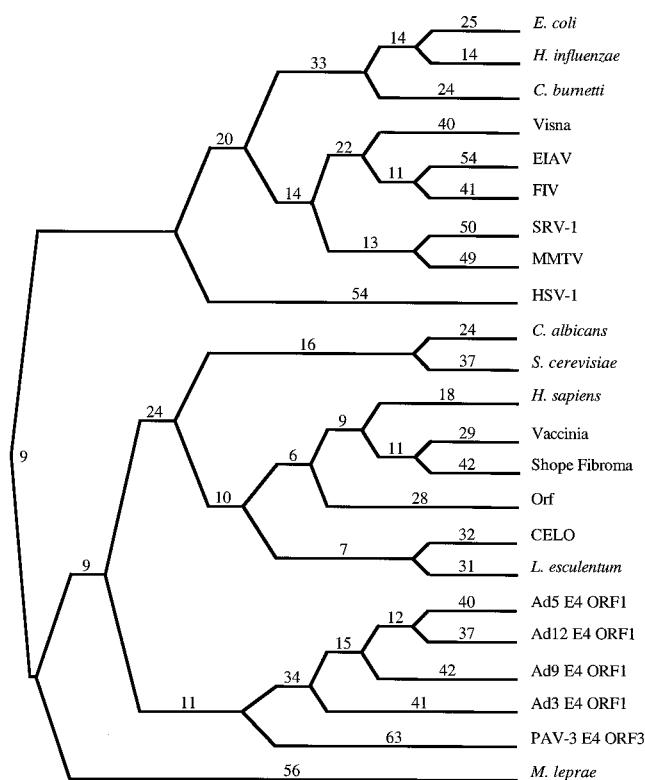 25 E. coli
14
14 H. influenzae
33
24 C. burnetti
20
40 Visna
22
54 EIAV
11
41 FIV
14
50 SRV-1
13
49 MMTV
54 HSV-1
24 C. albicans
16
37 S. cerevisiae
18 H. sapiens
24
9
29 Vaccinia
11
9
6
42 Shope Fibroma
10
28 Orf
32 CELO
7
31 L. esculentum
9
40 Ad5 E4 ORF1
12
37 Ad12 E4 ORF1
15
42 Ad9 E4 ORF1
34
11
41 Ad3 E4 ORF1
63 PAV-3 E4 ORF3
56 M. leprae